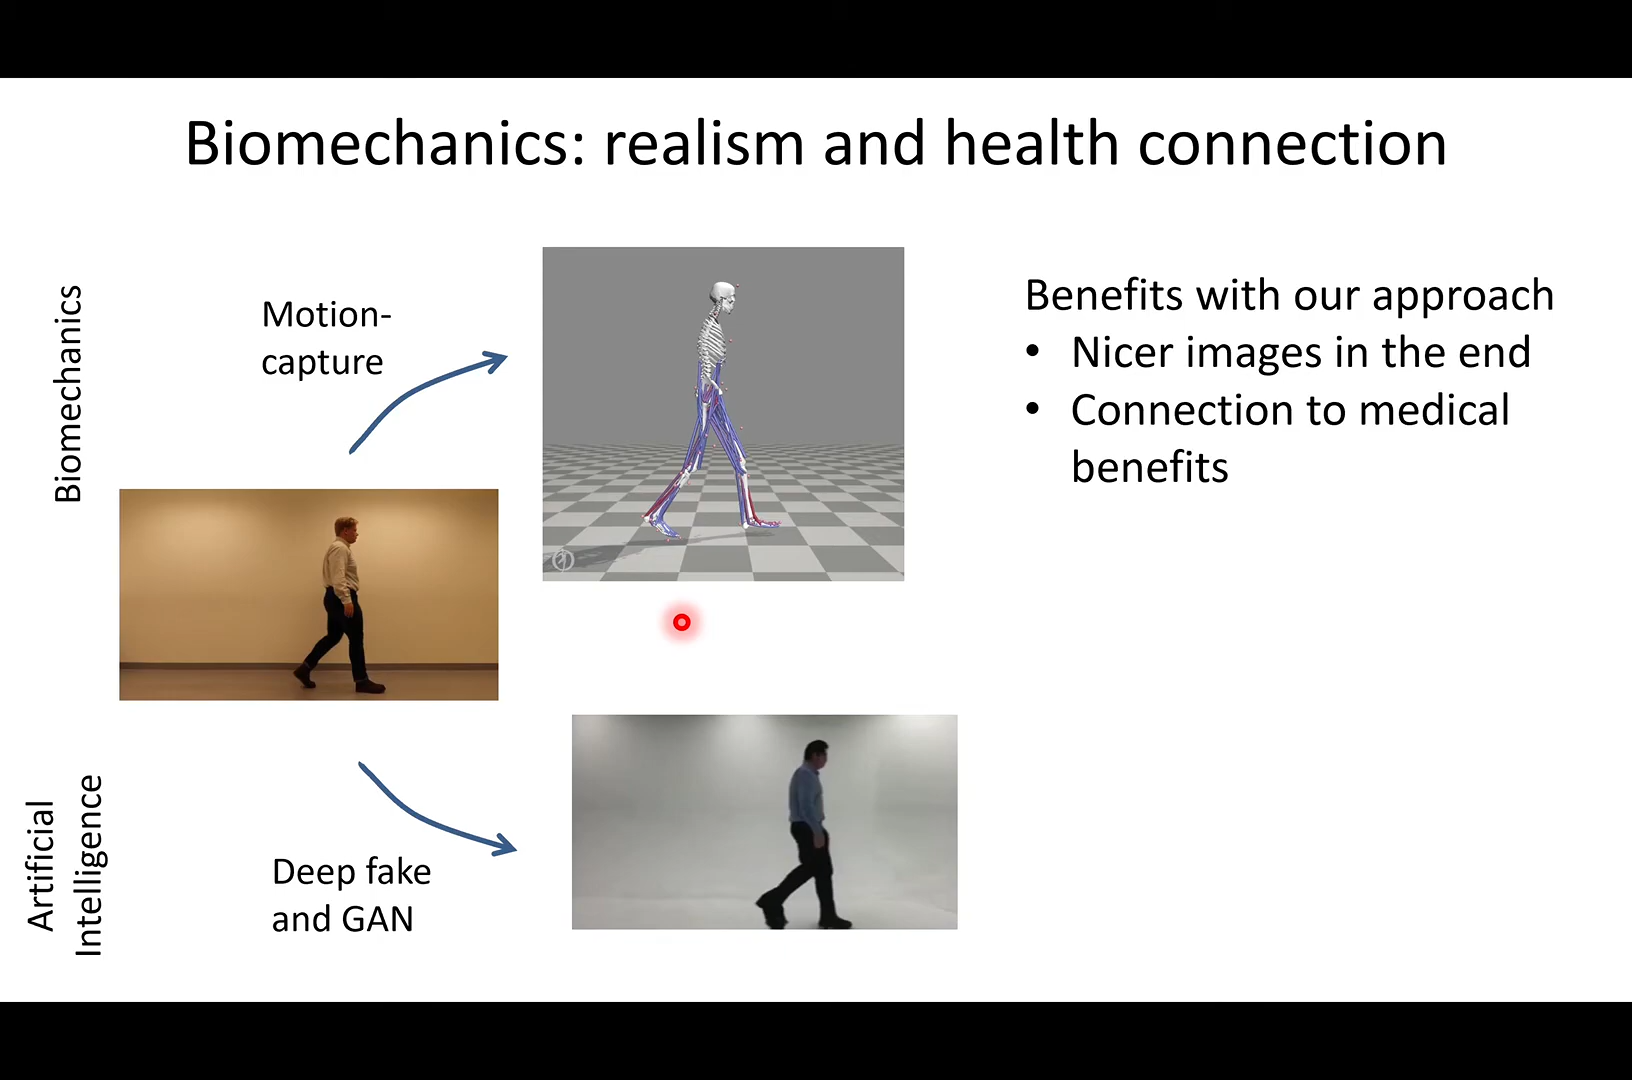 Biomechanics: realism and health connection
Biomechanics
Motion-
capture
Benefits with our approach
• Nicer images in the end
• Connection to medical
benefits
Artificial
Intelligence
Deep fake
and GAN